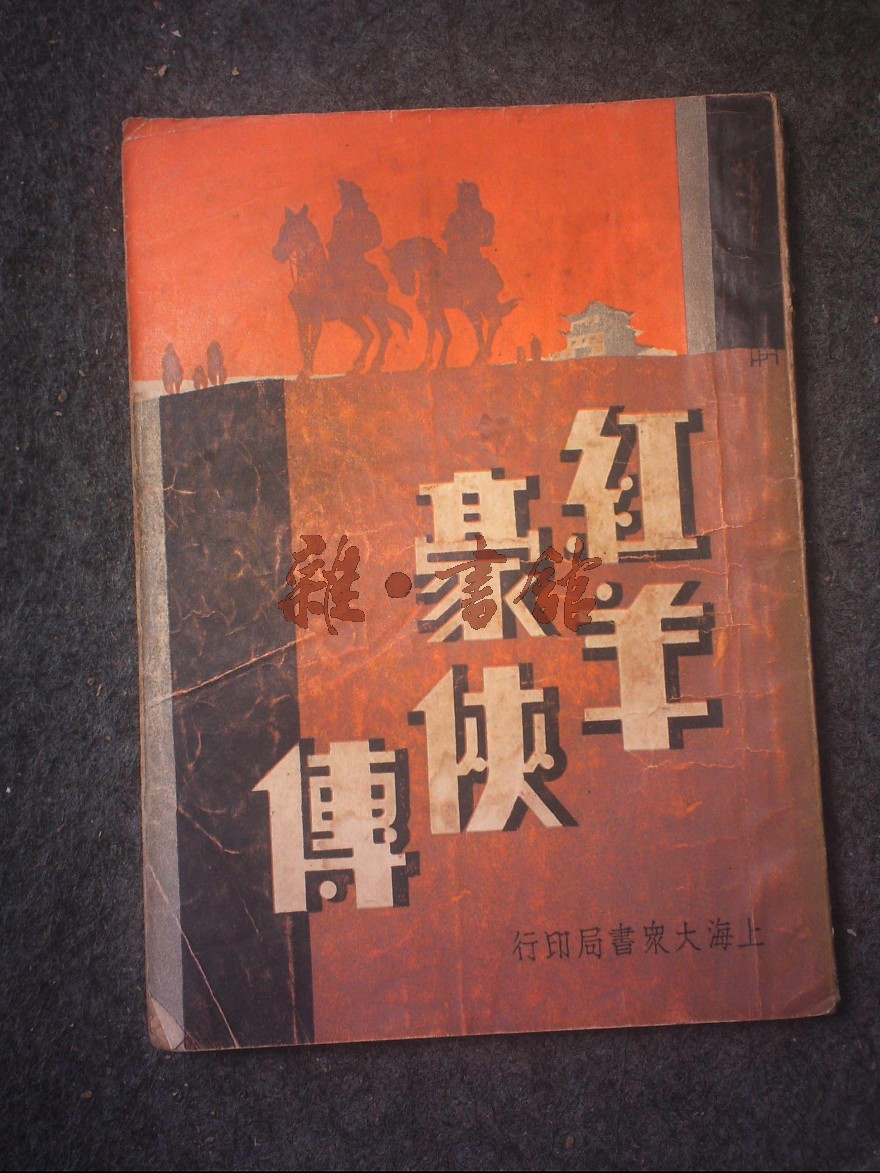 紅羊
豪俠
傳
上海大眾書局印行
雜·書館